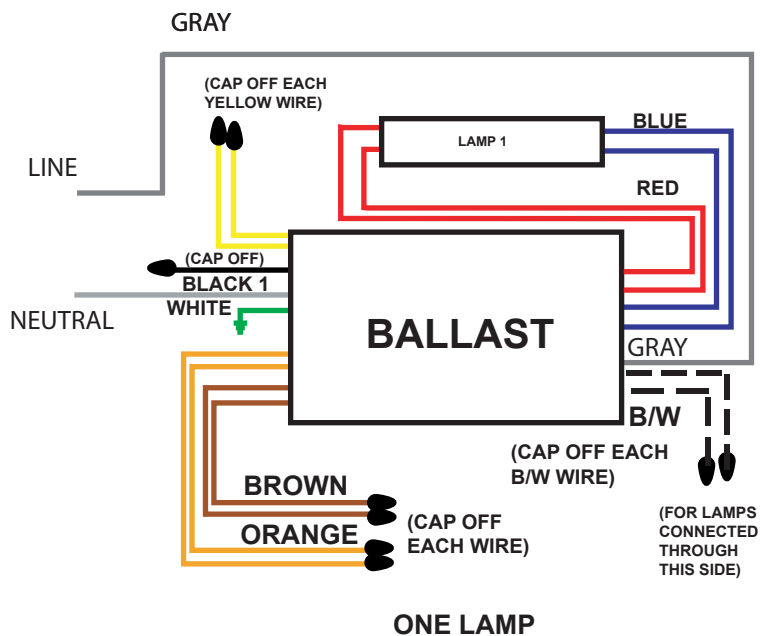 GRAY
(CAP OFF EACH
YELLOW WIRE)
BLUE
LAMP 1
LINE
RED
(CAP OFF)
BLACK 1
WHITE
NEUTRAL
BALLAST
GRAY
B/W
(CAP OFF EACH
B/W WIRE)
BROWN
ORANGE
(CAP OFF
EACH WIRE)
(FOR LAMPS
CONNECTED
THROUGH
THIS SIDE)
ONE LAMP